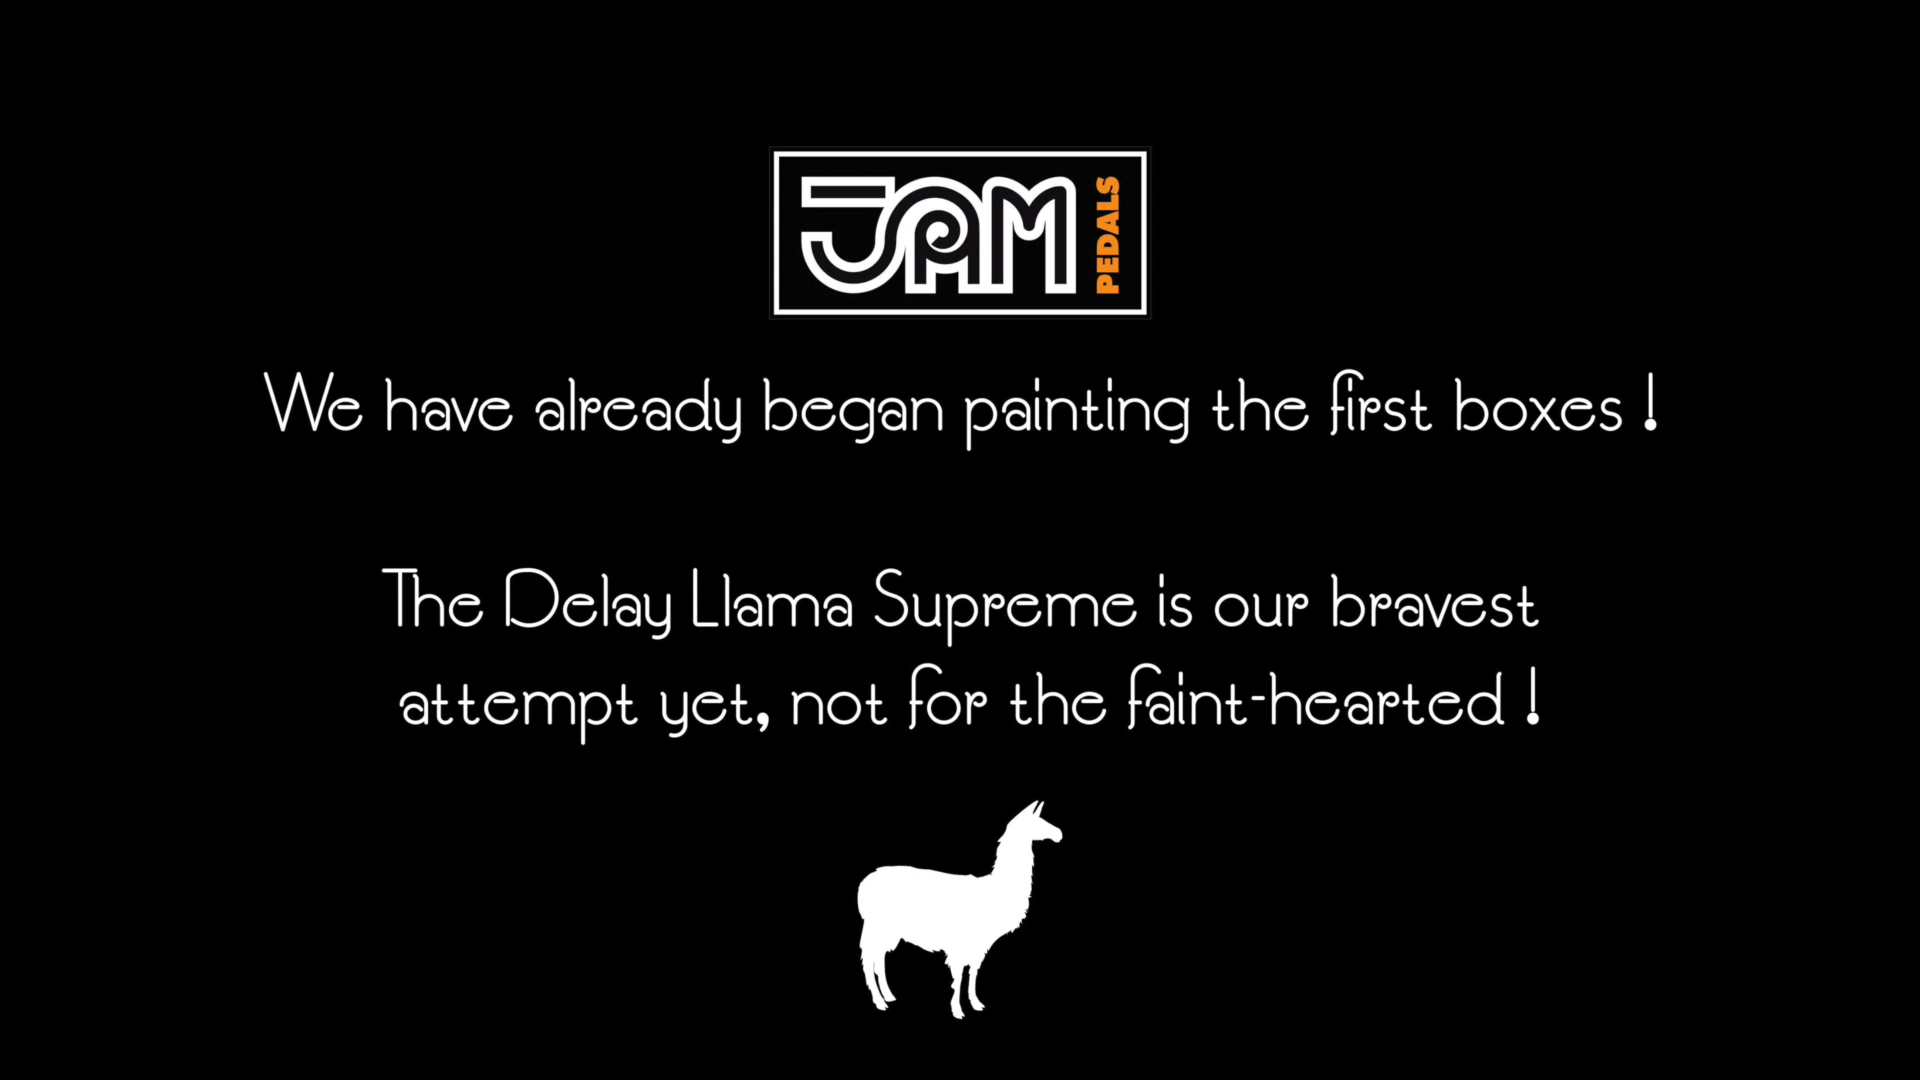 JAM PEDALS
We have already began painting the first boxes !
The Delay Llama Supreme is our bravest
attempt yet, not for the faint-hearted !